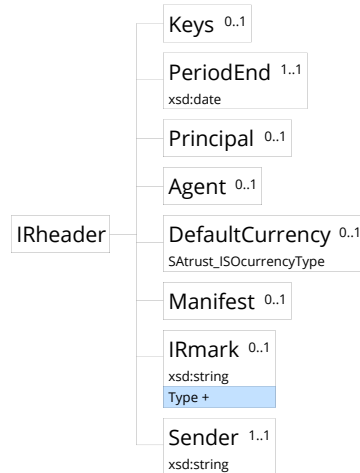 Keys 0..1
PeriodEnd 1..1
xsd:date
Principal 0..1
Agent 0..1
IRheader
DefaultCurrency 0..1
SAtrust_ISOcurrencyType
Manifest 0..1
IRmark 0..1
xsd:string
Type +
Sender 1..1
xsd:string